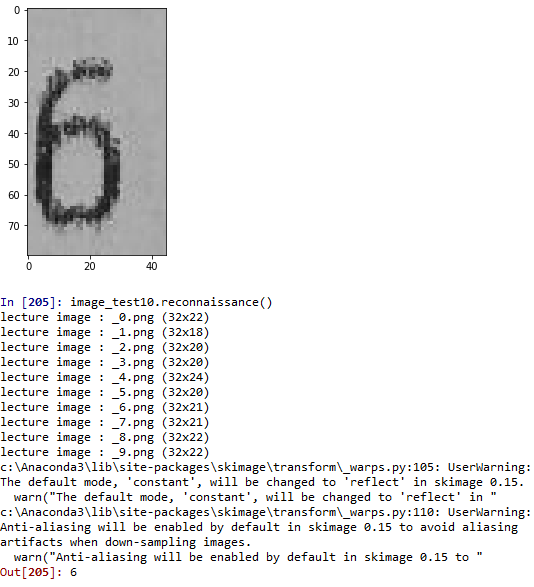 0
10
20
30
40
50
60
70
0 20 40
6
In [205]: image_test10.reconnaissance()
lecture image : _0.png (32x22)
lecture image : _1.png (32x18)
lecture image : _2.png (32x20)
lecture image : _3.png (32x20)
lecture image : _4.png (32x24)
lecture image : _5.png (32x20)
lecture image : _6.png (32x21)
lecture image : _7.png (32x21)
lecture image : _8.png (32x22)
lecture image : _9.png (32x22)
c:\Anaconda3\lib\site-packages\skimage\transform\_warps.py:105: UserWarning:
The default mode, 'constant', will be changed to 'reflect' in skimage 0.15.
  warn("The default mode, 'constant', will be changed to 'reflect' in "
c:\Anaconda3\lib\site-packages\skimage\transform\_warps.py:110: UserWarning:
Anti-aliasing will be enabled by default in skimage 0.15 to avoid aliasing
artifacts when down-sampling images.
  warn("Anti-aliasing will be enabled by default in skimage 0.15 to "
Out[205]: 6